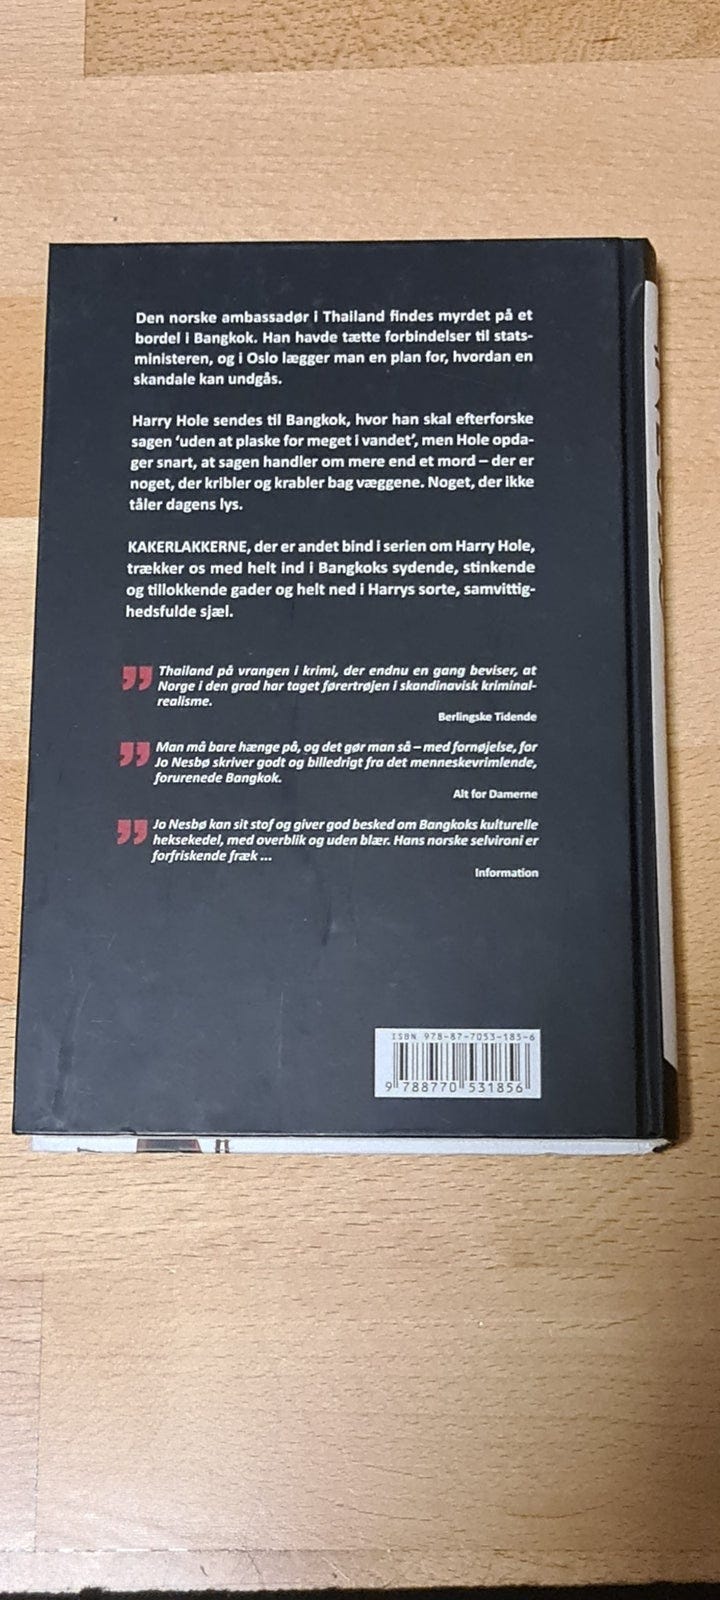 Den norske ambassadør i Thailand findes myrdet på et
bordel i Bangkok. Han havde tætte forbindelser til stats-
ministeren, og i Oslo lægger man en plan for, hvordan en
skandale kan undgås.
Harry Hole sendes til Bangkok, hvor han skal efterforske
sagen ‘uden at plaske for meget i vandet’, men Hole opda-
ger snart, at sagen handler om mere end et mord – der er
noget, der kribler og krabler bag væggene. Noget, der ikke
tåler dagens lys.
KAKERLAKKERNE, der er andet bind i serien om Harry Hole,
trækker os med helt ind i Bangkoks sydende, stinkende
og tillokkende gader og helt ned i Harrys sorte, samvittig-
hedsfulde sjæl.
” Thailand på vrangen i krimi, der endnu en gang beviser, at
Norge i den grad har taget førertrøjen i skandinavisk kriminal-
realisme.
Berlingske Tidende
” Man må bare hænge på, og det gør man så – med fornøjelse, for
Jo Nesbø skriver godt og billedrigt fra det menneskevrimlende,
forurenede Bangkok.
Alt for Damerne
” Jo Nesbø kan sit stof og giver god besked om Bangkoks kulturelle
heksekedel, med overblik og uden blær. Hans norske selvironi er
forfriskende fræk ...
Information
ISBN 978-87-7053-185-6
9 788770 531856